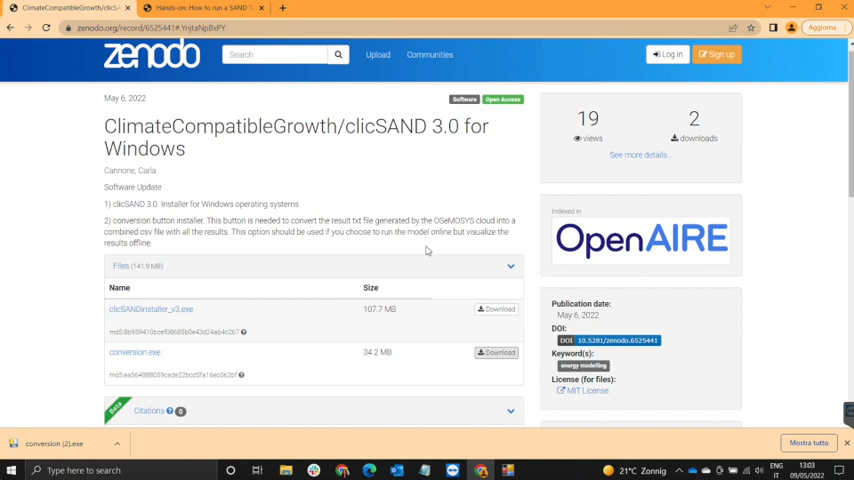 ClimateCompatibleGrowth/clicSAN
Hands-on: How to run a SAND
zenodo.org/record/6525441#.YnjtaNpBxPY
Aggiorna
zenodo
Search
Upload
Communities
Log in
Sign up
May 6, 2022
Software
Open Access
ClimateCompatibleGrowth/clicSAND 3.0 for
Windows
Cannone, Carla
Software Update
1) clicSAND 3.0. Installer for Windows operating systems
2) conversion button installer. This button is needed to convert the result txt file generated by the OSeMOSYS cloud into a
combined csv file with all the results. This option should be used if you choose to run the model online but visualize the
results offline.
Files (141.9 MB)
Name Size
clicSANDinstaller_v3.exe 107.7 MB Download
conversion.exe 34.2 MB Download
Beta
Citations 0
19
views
2
downloads
See more details...
Indexed in
OpenAIRE
Publication date:
May 6, 2022
DOI:
DOI 10.5281/zenodo.6525441
Keyword(s):
energy modelling
License (for files):
MIT License
conversion (2).exe
Mostra tutto
Type here to search
21°C Zonnig
ENG
IT
13:03
09/05/2022